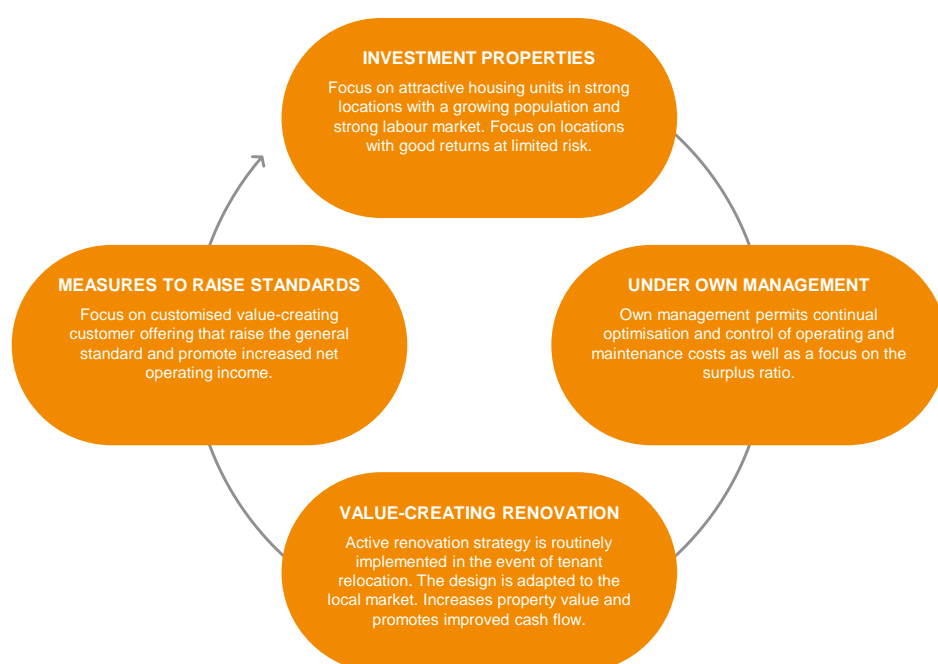 INVESTMENT PROPERTIES
Focus on attractive housing units in strong
locations with a growing population and
strong labour market. Focus on locations
with good returns at limited risk.
MEASURES TO RAISE STANDARDS
Focus on customised value-creating
customer offering that raise the general
standard and promote increased net
operating income.
UNDER OWN MANAGEMENT
Own management permits continual
optimisation and control of operating and
maintenance costs as well as a focus on the
surplus ratio.
VALUE-CREATING RENOVATION
Active renovation strategy is routinely
implemented in the event of tenant
relocation. The design is adapted to the
local market. Increases property value and
promotes improved cash flow.